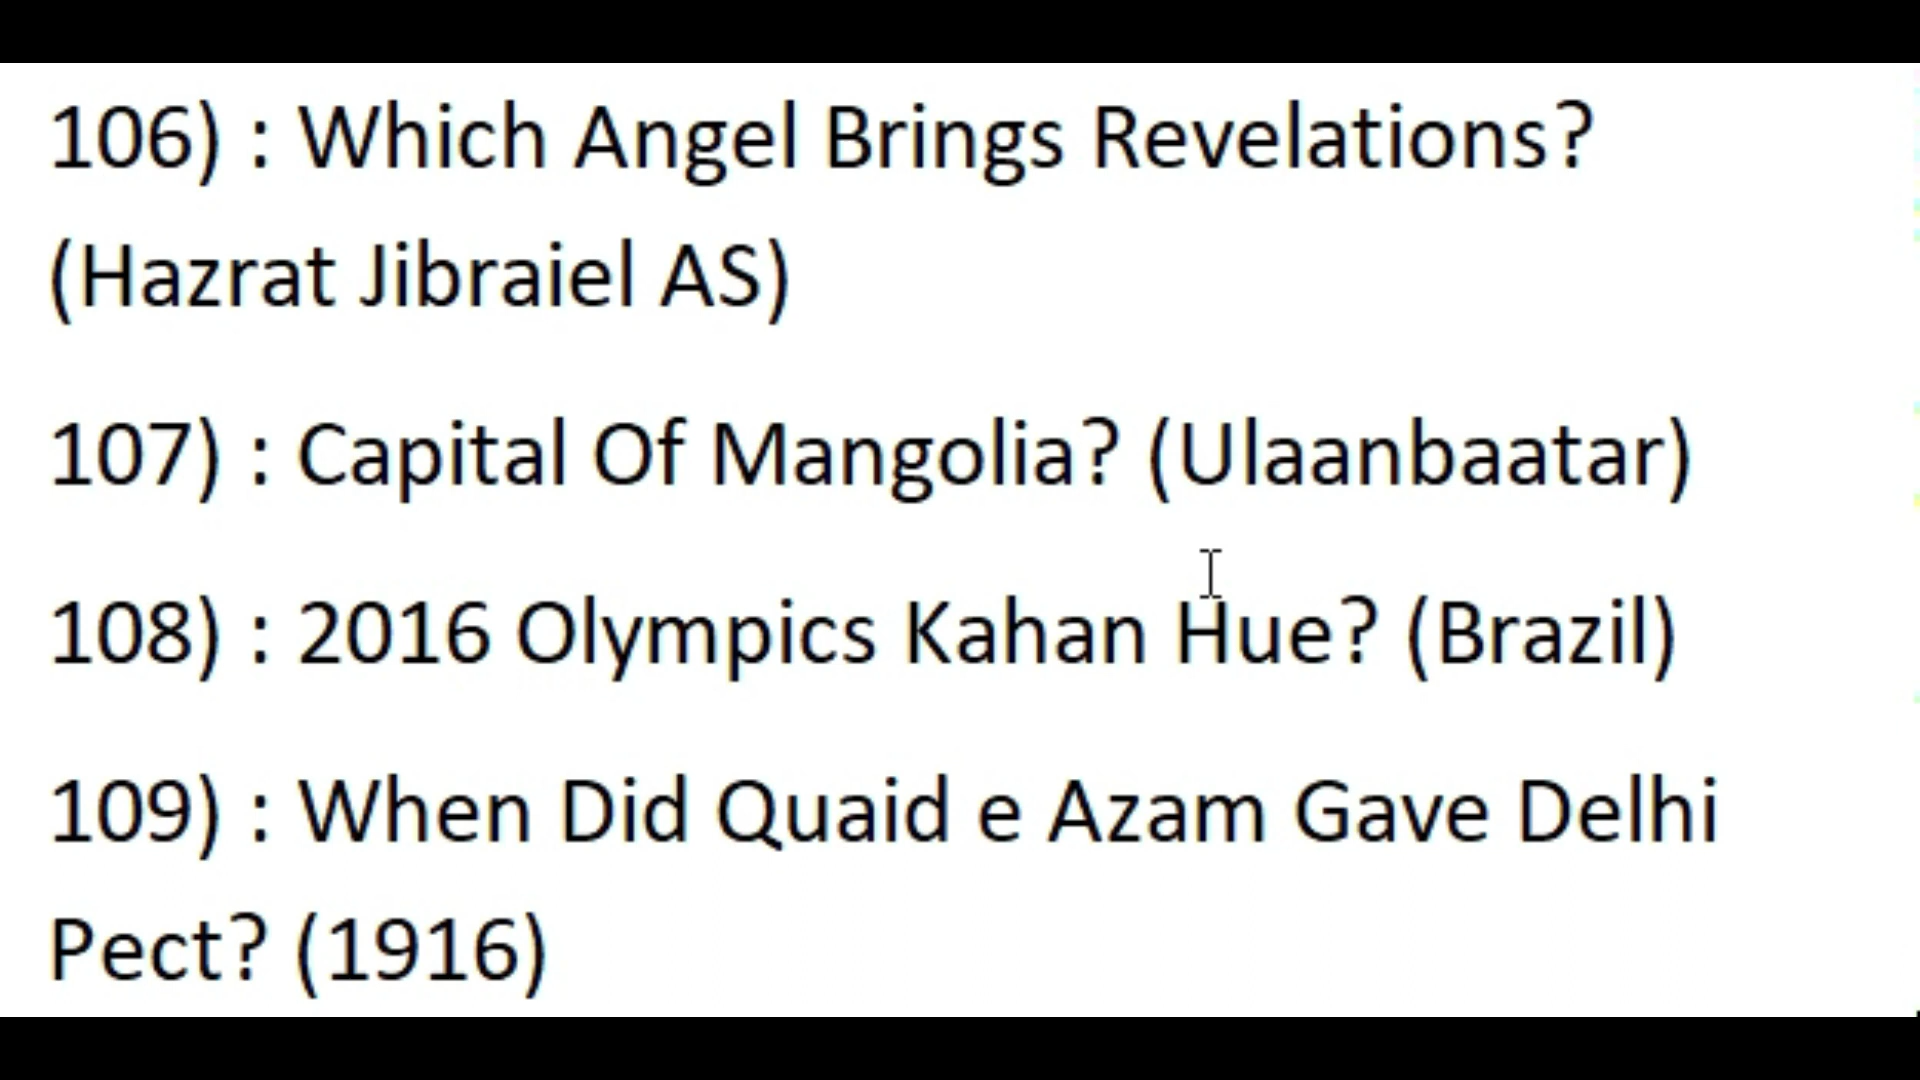 106) : Which Angel Brings Revelations?
(Hazrat Jibraiel AS)
107) : Capital Of Mangolia? (Ulaanbaatar)
108) : 2016 Olympics Kahan Hue? (Brazil)
109) : When Did Quaid e Azam Gave Delhi
Pect? (1916)